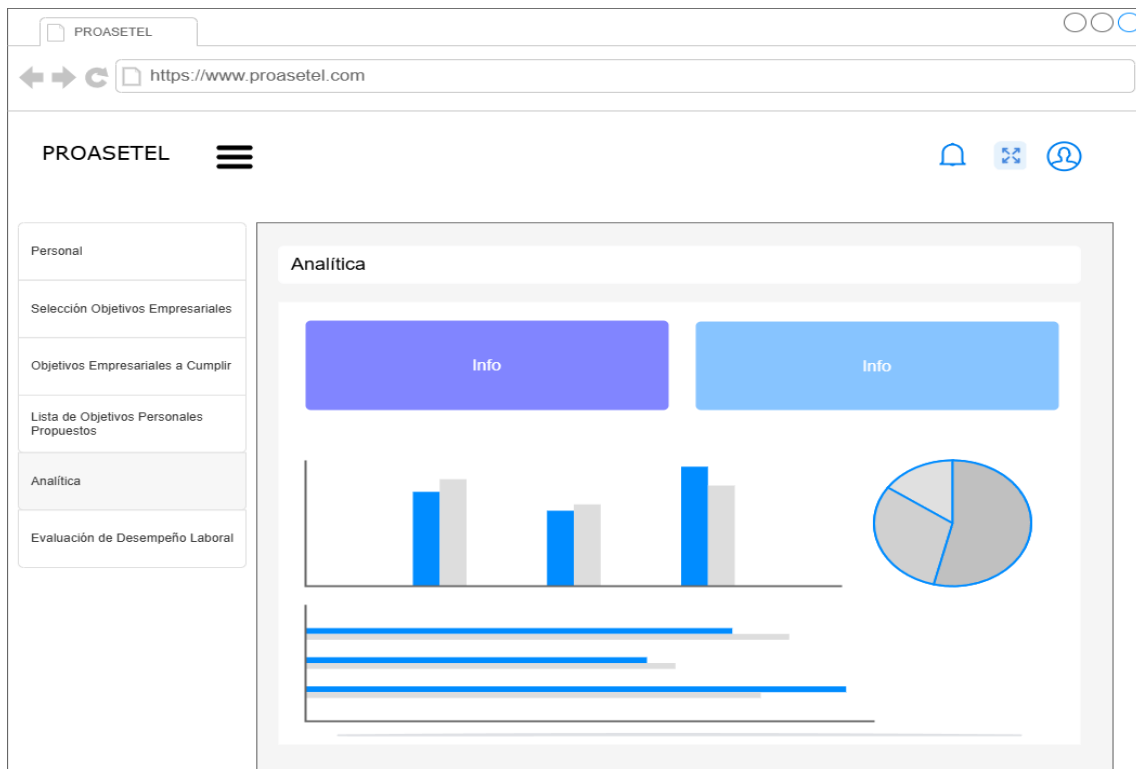 PROASETEL
https://www.proasetel.com
PROASETEL
Personal
Selección Objetivos Empresariales
Objetivos Empresariales a Cumplir
Lista de Objetivos Personales
Propuestos
Analítica
Evaluación de Desempeño Laboral
Analítica
Info
Info